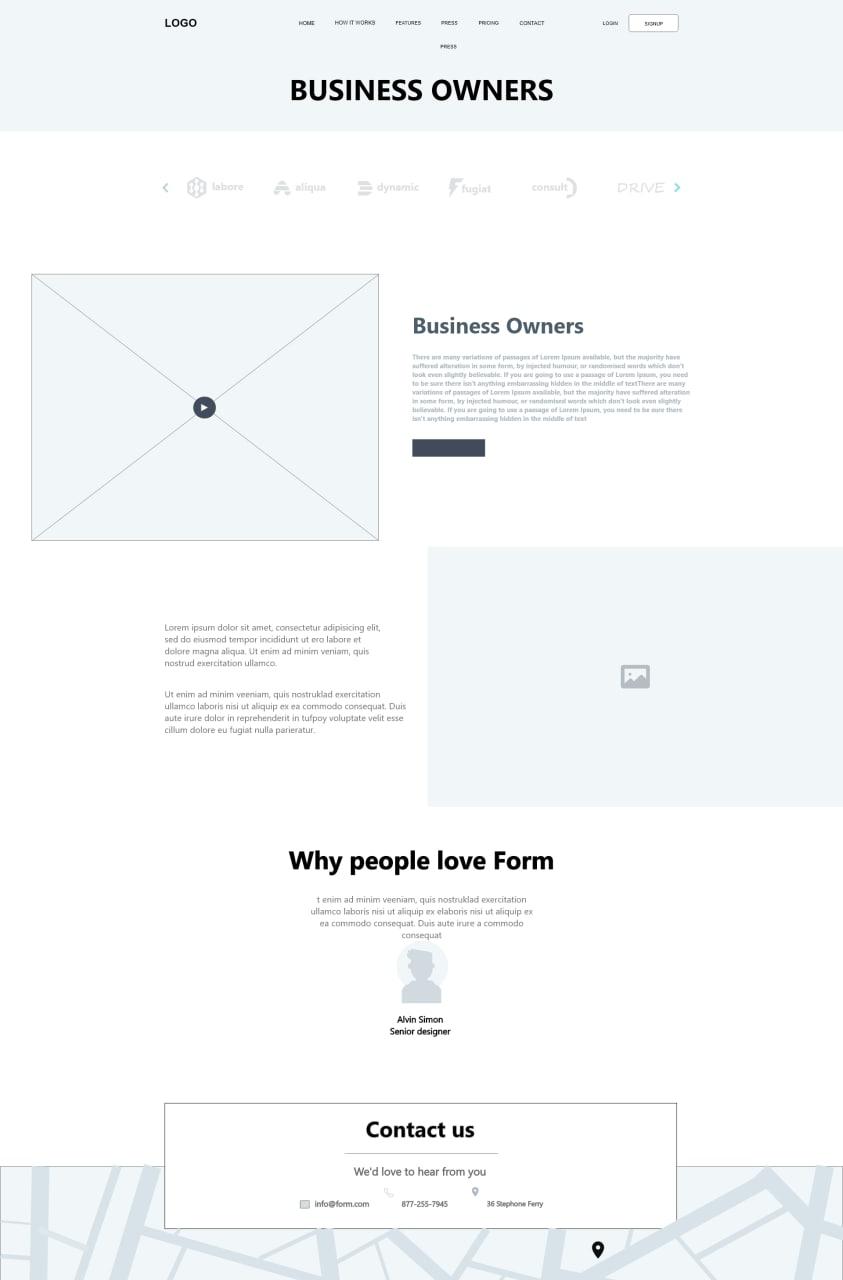 LOGO
HOME HOW IT WORKS FEATURES PRESS PRICING CONTACT LOGIN SIGNUP
PRESS
BUSINESS OWNERS
labore aliqua dynamic fugiat consult DRIVE
Business Owners
There are many variations of passages of Lorem Ipsum available, but the majority have
suffered alteration in some form, by injected humour, or randomised words which don't
look even slightly believable. If you are going to use a passage of Lorem Ipsum, you need
to be sure there isn't anything embarrassing hidden in the middle of textThere are many
variations of passages of Lorem Ipsum available, but the majority have suffered alteration
in some form, by injected humour, or randomised words which don't look even slightly
believable. If you are going to use a passage of Lorem Ipsum, you need to be sure there
isn't anything embarrassing hidden in the middle of text
Lorem ipsum dolor sit amet, consectetur adipisicing elit,
sed do eiusmod tempor incididunt ut ero labore et
dolore magna aliqua. Ut enim ad minim veniam, quis
nostrud exercitation ullamco.
Ut enim ad minim veeniam, quis nostruklad exercitation
ullamco laboris nisi ut aliquip ex ea commodo consequat. Duis
aute irure dolor in reprehenderit in tufpoy voluptate velit esse
cillum dolore eu fugiat nulla parieratur.
Why people love Form
t enim ad minim veeniam, quis nostruklad exercitation
ullamco laboris nisi ut aliquip ex elaboris nisi ut aliquip ex
ea commodo consequat. Duis aute irure a commodo
consequat
Alvin Simon
Senior designer
Contact us
We'd love to hear from you
info@form.com 877-255-7945 36 Stephone Ferry